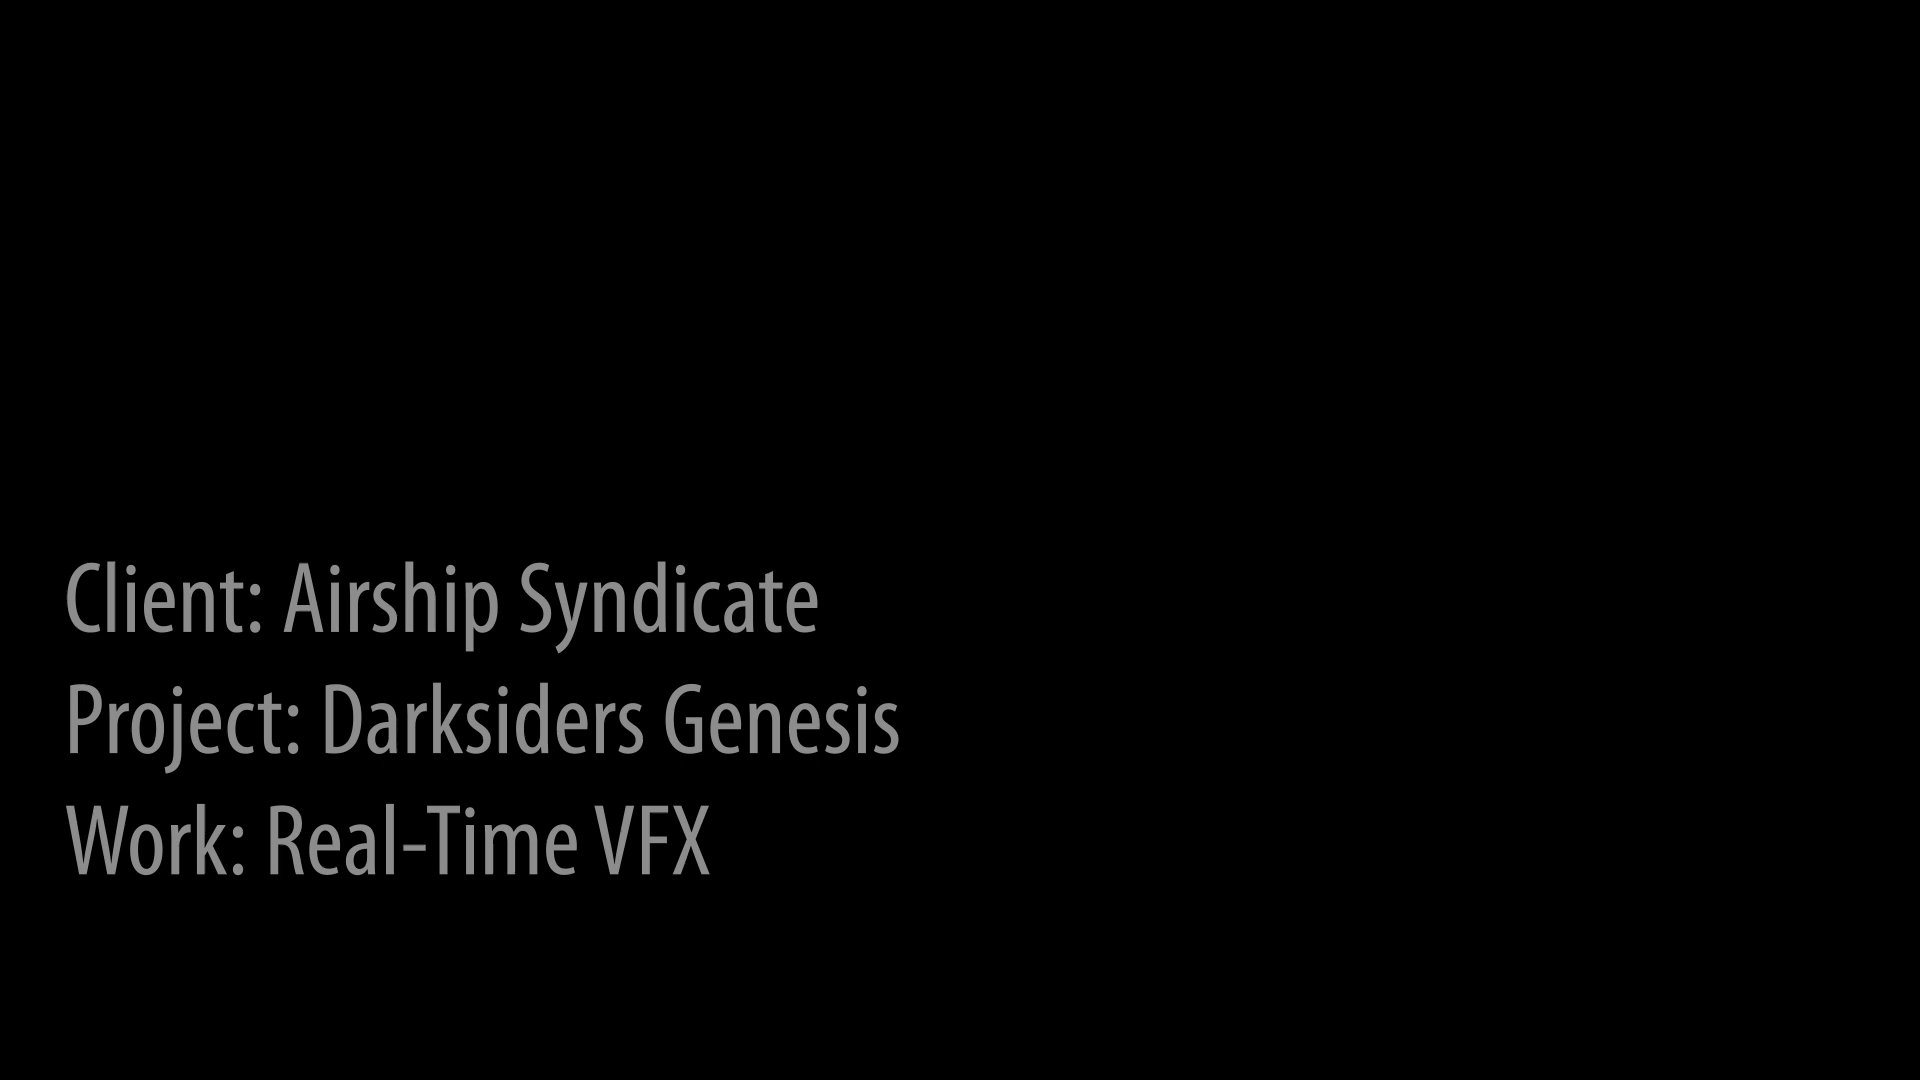 Client: Airship Syndicate
Project: Darksiders Genesis
Work: Real-Time VFX